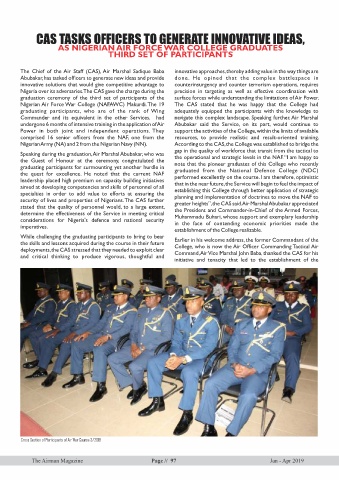 CAS TASKS OFFICERS TO GENERATE INNOVATIVE IDEAS,
AS NIGERIAN AIR FORCE WAR COLLEGE GRADUATES
THIRD SET OF PARTICIPANTS
The Chief of the Air Staff (CAS), Air Marshal Sadique Baba
Abubakar, has tasked officers to generate new ideas and provide
innovative solutions that would give competitive advantage to
Nigeria over its adversaries. The CAS gave the charge during the
graduation ceremony of the third set of participants of the
Nigerian Air Force War College (NAFAWC) Makurdi. The 19
graduating participants, who are of the rank of Wing
Commander and its equivalent in the other Services, had
undergone 6 months of intensive training in the application of Air
Power in both joint and independent operations. They
comprised 16 senior officers from the NAF, one from the
Nigerian Army (NA) and 2 from the Nigerian Navy (NN).
Speaking during the graduation, Air Marshal Abubakar, who was
the Guest of Honour at the ceremony, congratulated the
graduating participants for surmounting yet another hurdle in
the quest for excellence. He noted that the current NAF
leadership placed high premium on capacity building initiatives
aimed at developing competencies and skills of personnel of all
specialties in order to add value to efforts at ensuring the
security of lives and properties of Nigerians. The CAS further
stated that the quality of personnel would, to a large extent,
determine the effectiveness of the Service in meeting critical
considerations for Nigeria's defence and national security
imperatives.
While challenging the graduating participants to bring to bear
the skills and lessons acquired during the course in their future
deployments, the CAS stressed that they needed to exploit clear
and critical thinking to produce vigorous, thoughtful and
innovative approaches, thereby adding value in the way things are
done. He opined that the complex battlespace in
counterinsurgency and counter terrorism operations, requires
precision in targeting as well as effective coordination with
surface forces while understanding the limitations of Air Power.
The CAS stated that he was happy that the College had
adequately equipped the participants with the knowledge to
navigate this complex landscape. Speaking further, Air Marshal
Abubakar said the Service, on its part, would continue to
support the activities of the College, within the limits of available
resources, to provide realistic and result-oriented training.
According to the CAS, the College was established to bridge the
gap in the quality of workforce that transit from the tactical to
the operational and strategic levels in the NAF. "I am happy to
note that the pioneer graduates of this College who recently
graduated from the National Defence College (NDC)
performed excellently on the course. I am therefore, optimistic
that in the near future, the Service will begin to feel the impact of
establishing this College through better application of strategic
planning and implementation of doctrines to move the NAF to
greater heights", the CAS said. Air Marshal Abubakar appreciated
the President and Commander-in-Chief of the Armed Forces,
Muhammadu Buhari, whose support and exemplary leadership
in the face of contending economic priorities made the
establishment of the College realizable.
Earlier in his welcome address, the former Commandant of the
College, who is now the Air Officer Commanding Tactical Air
Command, Air Vice Marshal John Baba, thanked the CAS for his
initiative and tenacity that led to the establishment of the
Cross Section of Participants of Air War Course 3/2018
The Airman Magazine Page // 97 Jan - Apr 2019